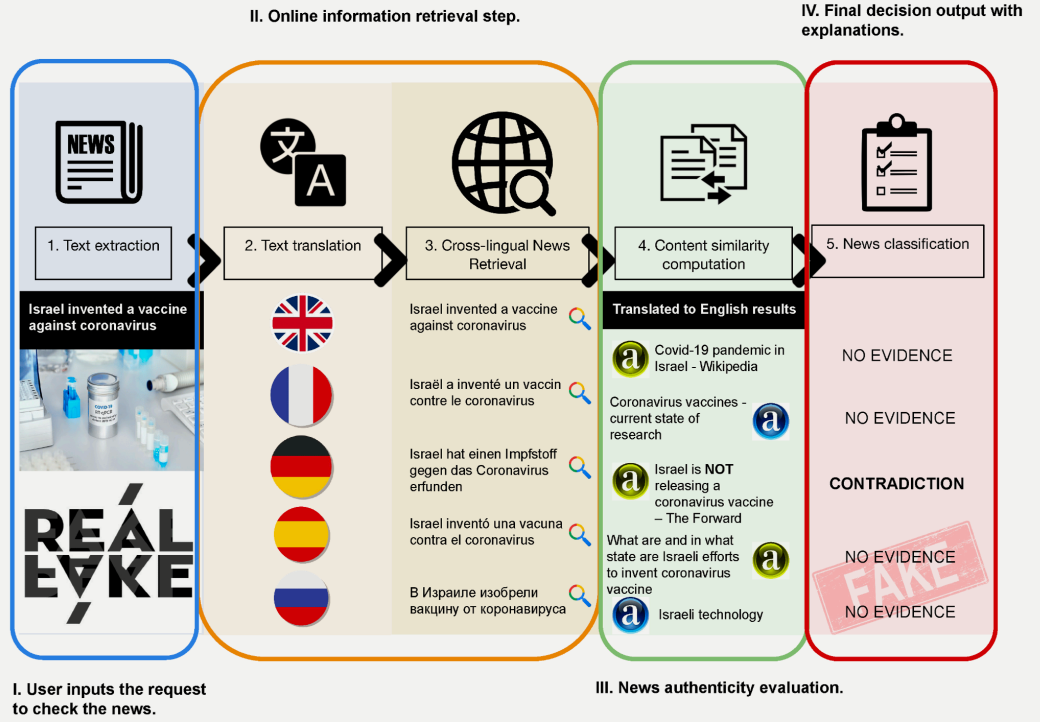 II. Online information retrieval step.
IV. Final decision output with
explanations.
NEWS
文
A
1. Text extraction
2. Text translation
3. Cross-lingual News
Retrieval
4. Content similarity
computation
5. News classification
Israel invented a vaccine
against coronavirus
COVID-19
REAL
FAKE
Israel invented a vaccine
against coronavirus
Israël a inventé un vaccin
contre le coronavirus
Israel hat einen Impfstoff
gegen das Coronavirus
erfunden
Israel inventó una vacuna
contra el coronavirus
В Израиле изобрели
вакцину от коронавируса
Translated to English results
a
Covid-19 pandemic in
Israel - Wikipedia
Coronavirus vaccines -
current state of
research
a
a
Israel is NOT
releasing a
coronavirus vaccine
– The Forward
What are and in what
state are Israeli efforts
to invent coronavirus
vaccine
a
a
Israeli technology
NO EVIDENCE
NO EVIDENCE
CONTRADICTION
NO EVIDENCE
FAKE
NO EVIDENCE
I. User inputs the request
to check the news.
III. News authenticity evaluation.